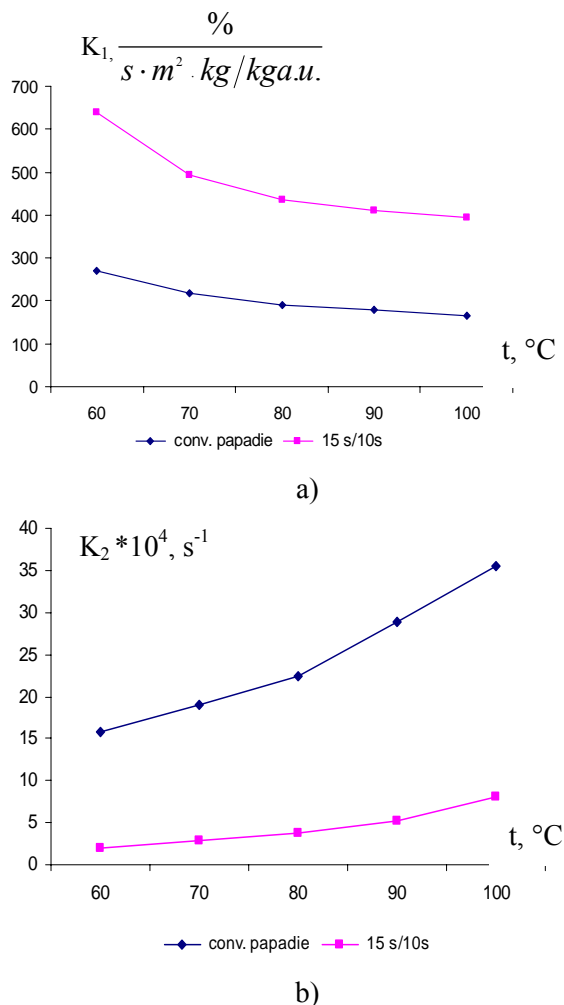 K₁, %
s · m² · kg/kga.u.
700
600
500
400
300
200
100
0
t, °C
60 70 80 90 100
conv. papadie 15 s/10s
a)
40
K₂ *10⁴, s⁻¹
35
30
25
20
15
10
5
0
t, °C
60 70 80 90 100
conv. papadie 15 s/10s
b)